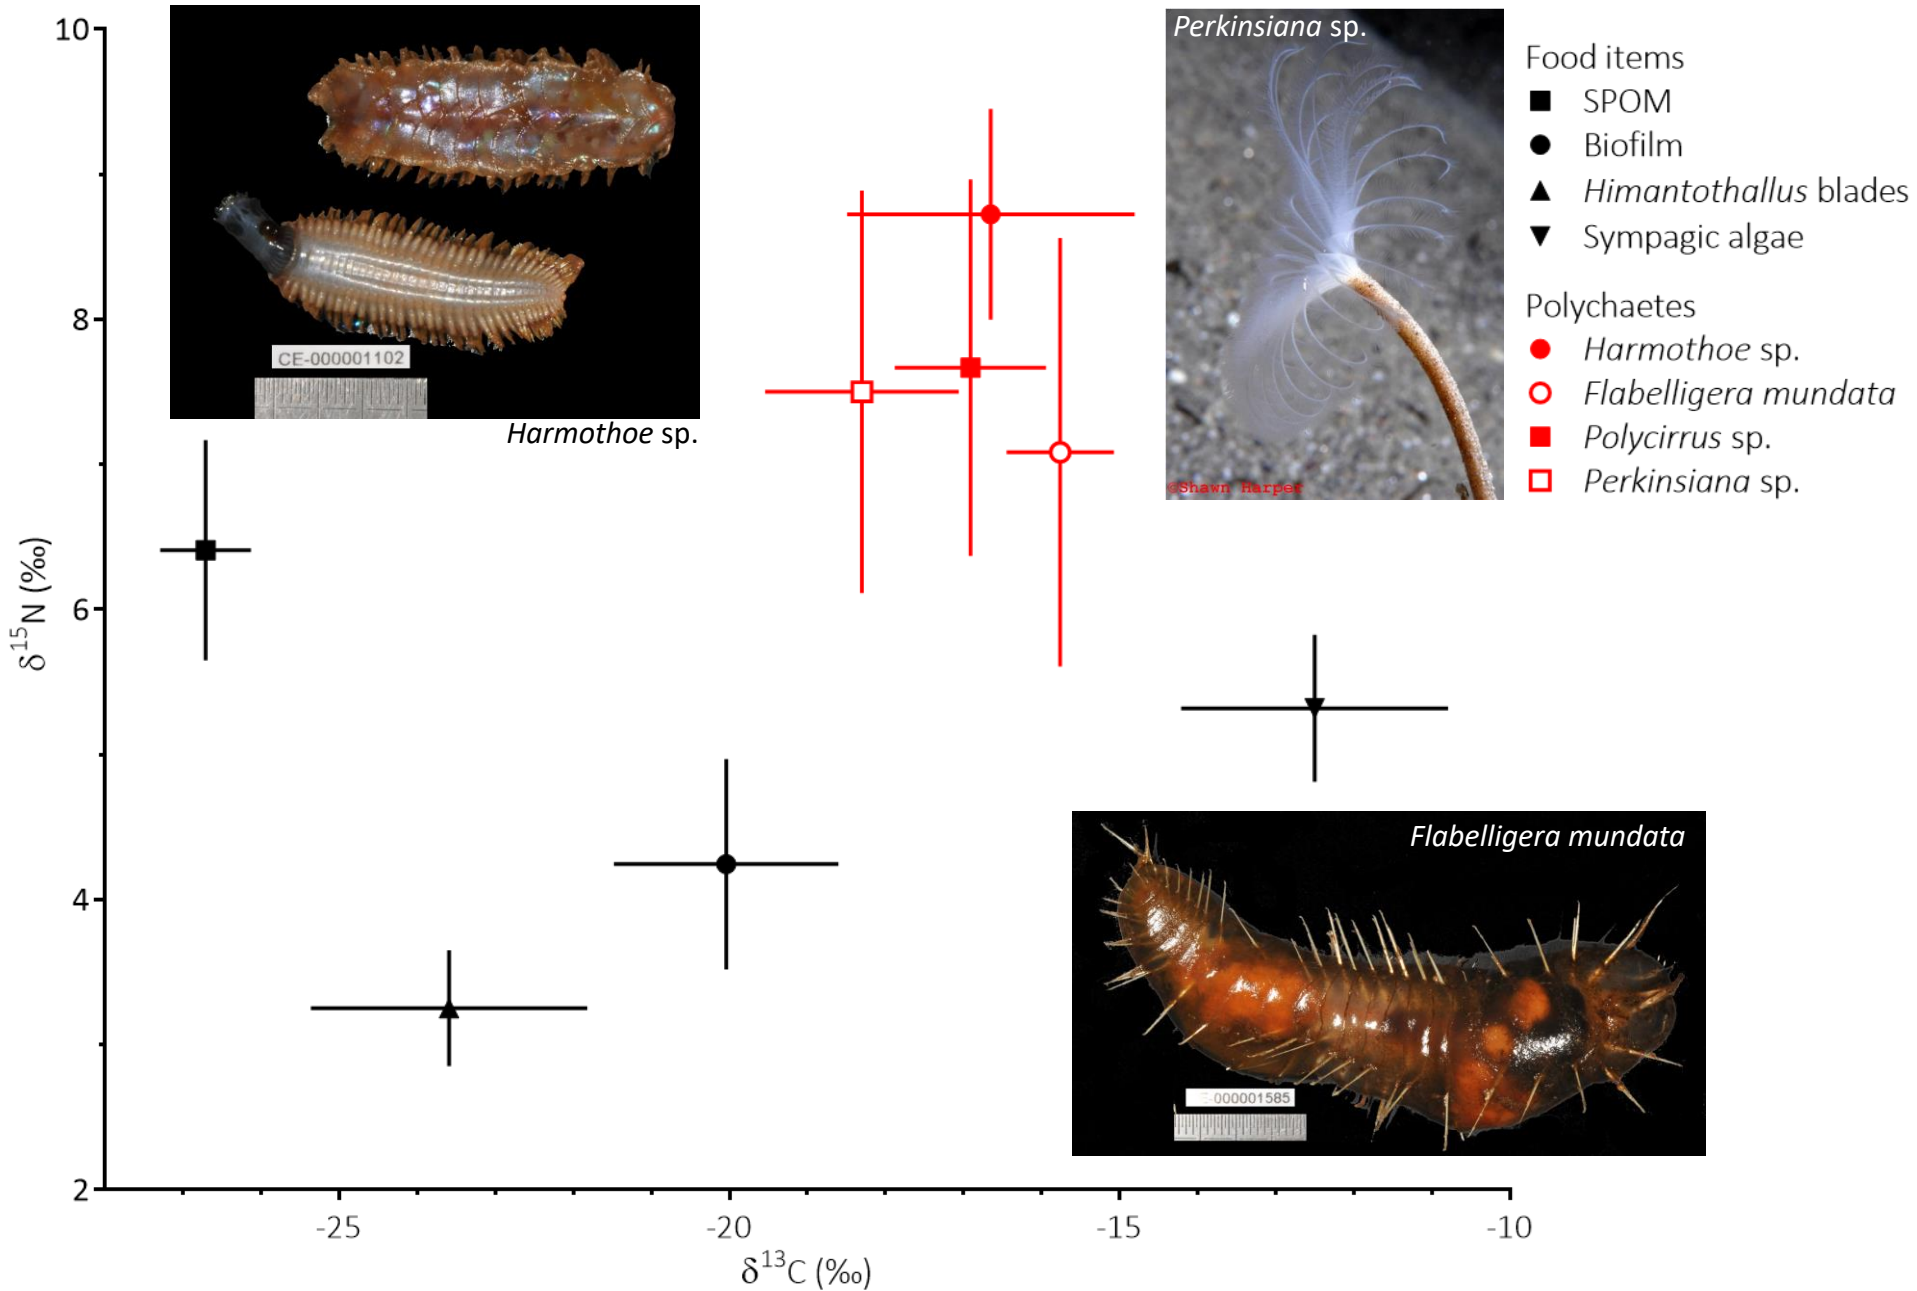 Perkinsiana sp.
©Shawn Harper
CE-000001102
Harmothoe sp.
Food items
SPOM
Biofilm
Himantothallus blades
Sympagic algae
Polychaetes
Harmothoe sp.
Flabelligera mundata
Polycirrus sp.
Perkinsiana sp.
10
8
6
4
2
δ¹⁵N (‰)
Flabelligera mundata
E-000001585
-25
-20
-15
-10
δ¹³C (‰)